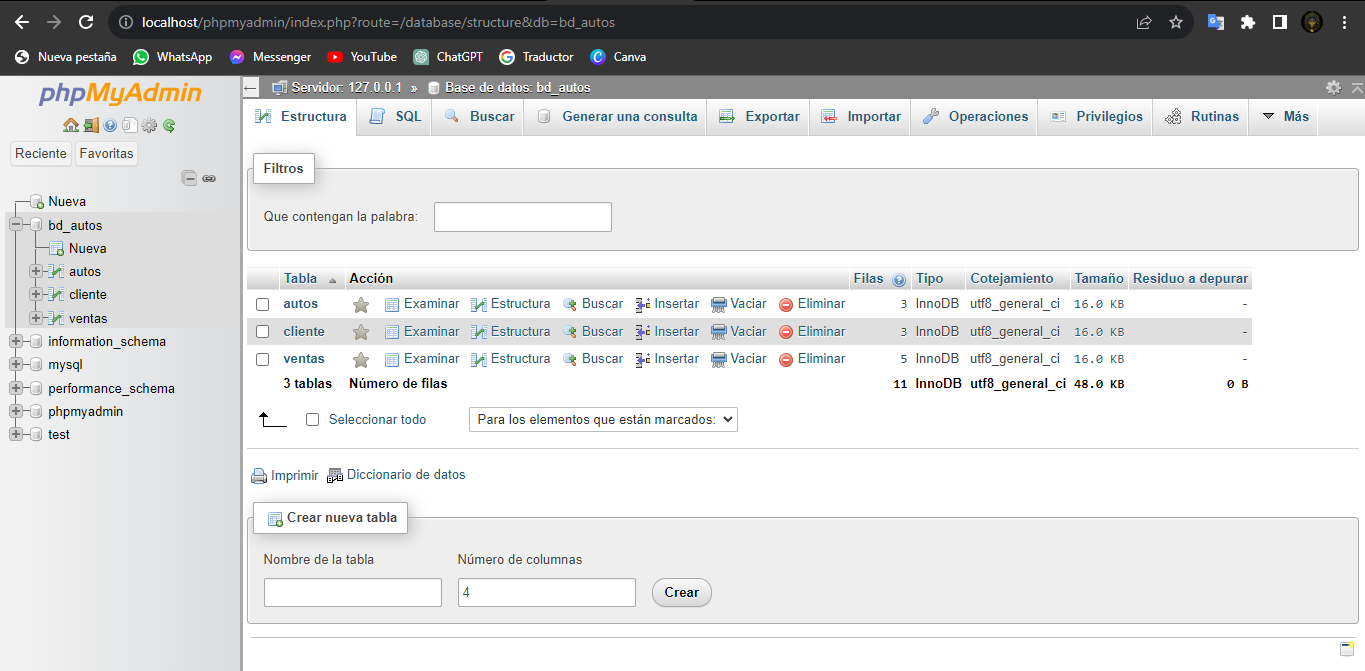 localhost/phpmyadmin/index.php?route=/database/structure&db=bd_autos
Nueva pestaña WhatsApp Messenger YouTube ChatGPT Traductor Canva
phpMyAdmin
Reciente Favoritas
Nueva
bd_autos
Nueva
autos
cliente
ventas
information_schema
mysql
performance_schema
phpmyadmin
test
Servidor: 127.0.0.1 » Base de datos: bd_autos
Estructura SQL Buscar Generar una consulta Exportar Importar Operaciones Privilegios Rutinas Más
Filtros
Que contengan la palabra:
Tabla Acción Filas Tipo Cotejamiento Tamaño Residuo a depurar
autos Examinar Estructura Buscar Insertar Vaciar Eliminar 3 InnoDB utf8_general_ci 16.0 KB -
cliente Examinar Estructura Buscar Insertar Vaciar Eliminar 3 InnoDB utf8_general_ci 16.0 KB -
ventas Examinar Estructura Buscar Insertar Vaciar Eliminar 5 InnoDB utf8_general_ci 16.0 KB -
3 tablas Número de filas 11 InnoDB utf8_general_ci 48.0 KB 0 B
Seleccionar todo Para los elementos que están marcados:
Imprimir Diccionario de datos
Crear nueva tabla
Nombre de la tabla Número de columnas
4 Crear